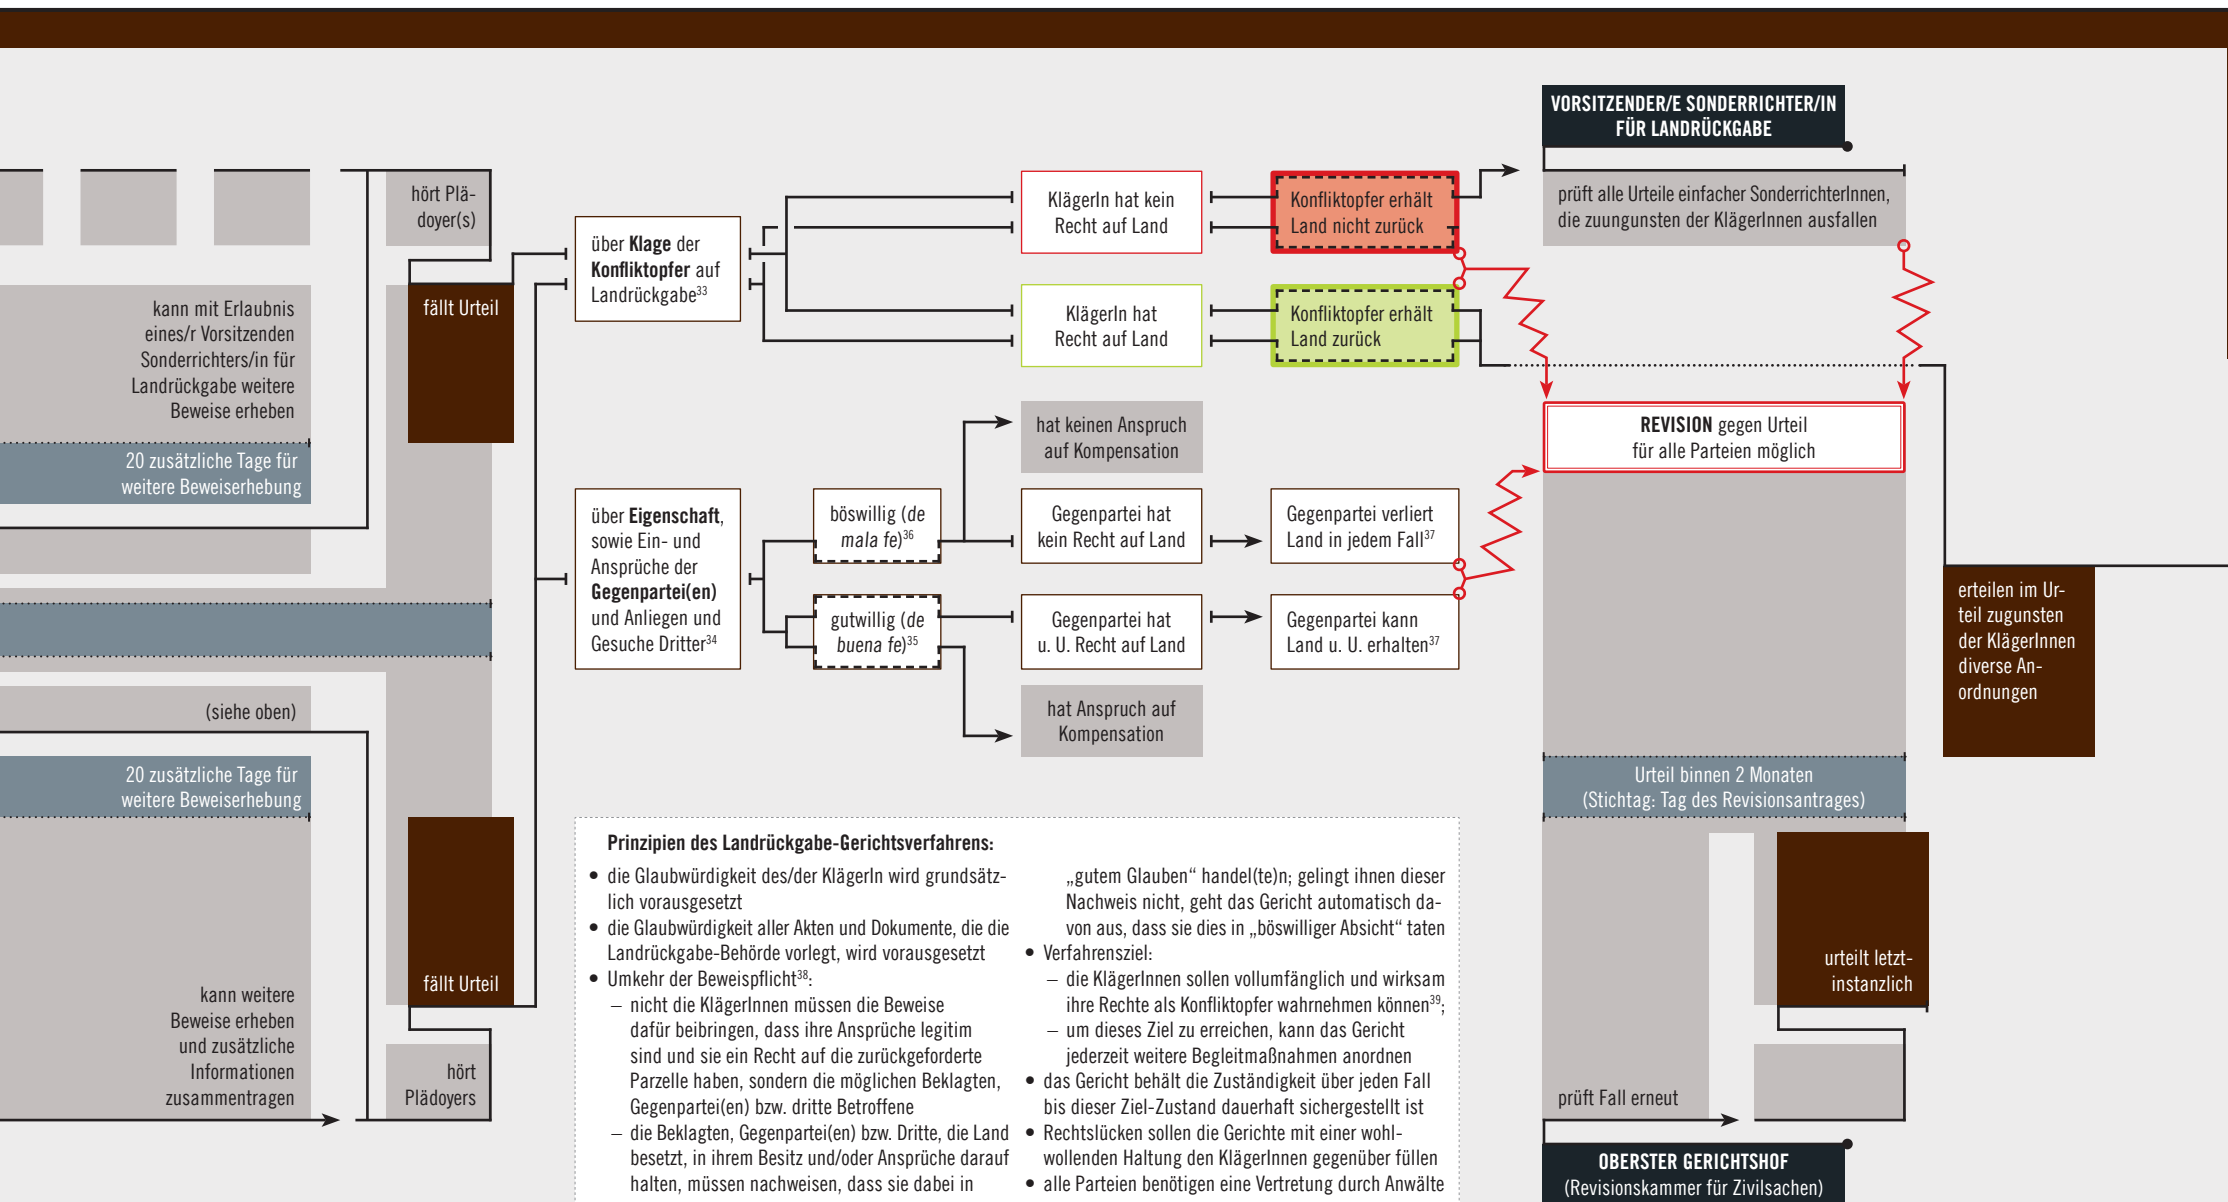 VORSITZENDER/E SONDERRICHTER/IN
FÜR LANDRÜCKGABE
prüft alle Urteile einfacher SonderrichterInnen,
die zuungunsten der KlägerInnen ausfallen
hört Plä-
doyer(s)
kann mit Erlaubnis
eines/r Vorsitzenden
Sonderrichters/in für
Landrückgabe weitere
Beweise erheben
20 zusätzliche Tage für
weitere Beweiserhebung
fällt Urteil
über Klage der
Konfliktopfer auf
Landrückgabe³³
KlägerIn hat kein
Recht auf Land
Konfliktopfer erhält
Land nicht zurück
KlägerIn hat
Recht auf Land
Konfliktopfer erhält
Land zurück
REVISION gegen Urteil
für alle Parteien möglich
über Eigenschaft,
sowie Ein- und
Ansprüche der
Gegenpartei(en)
und Anliegen und
Gesuche Dritter³⁴
böswillig (de
mala fe)³⁶
gutwillig (de
buena fe)³⁵
hat keinen Anspruch
auf Kompensation
Gegenpartei hat
kein Recht auf Land
Gegenpartei verliert
Land in jedem Fall³⁷
Gegenpartei hat
u. U. Recht auf Land
Gegenpartei kann
Land u. U. erhalten³⁷
hat Anspruch auf
Kompensation
erteilen im Ur-
teil zugunsten
der KlägerInnen
diverse An-
ordnungen
(siehe oben)
20 zusätzliche Tage für
weitere Beweiserhebung
kann weitere
Beweise erheben
und zusätzliche
Informationen
zusammentragen
fällt Urteil
hört
Plädoyers
Prinzipien des Landrückgabe-Gerichtsverfahrens:
• die Glaubwürdigkeit des/der KlägerIn wird grundsätz-
lich vorausgesetzt
• die Glaubwürdigkeit aller Akten und Dokumente, die die
Landrückgabe-Behörde vorlegt, wird vorausgesetzt
• Umkehr der Beweispflicht³⁸:
– nicht die KlägerInnen müssen die Beweise
dafür beibringen, dass ihre Ansprüche legitim
sind und sie ein Recht auf die zurückgeforderte
Parzelle haben, sondern die möglichen Beklagten,
Gegenpartei(en) bzw. dritte Betroffene
– die Beklagten, Gegenpartei(en) bzw. Dritte, die Land
besetzt, in ihrem Besitz und/oder Ansprüche darauf
halten, müssen nachweisen, dass sie dabei in
„gutem Glauben“ handel(te)n; gelingt ihnen dieser
Nachweis nicht, geht das Gericht automatisch da-
von aus, dass sie dies in „böswilliger Absicht“ taten
• Verfahrensziel:
– die KlägerInnen sollen vollumfänglich und wirksam
ihre Rechte als Konfliktopfer wahrnehmen können³⁹;
– um dieses Ziel zu erreichen, kann das Gericht
jederzeit weitere Begleitmaßnahmen anordnen
• das Gericht behält die Zuständigkeit über jeden Fall
bis dieser Ziel-Zustand dauerhaft sichergestellt ist
• Rechtslücken sollen die Gerichte mit einer wohl-
wollenden Haltung den KlägerInnen gegenüber füllen
• alle Parteien benötigen eine Vertretung durch Anwälte
Urteil binnen 2 Monaten
(Stichtag: Tag des Revisionsantrages)
urteilt letzt-
instanzlich
prüft Fall erneut
OBERSTER GERICHTSHOF
(Revisionskammer für Zivilsachen)